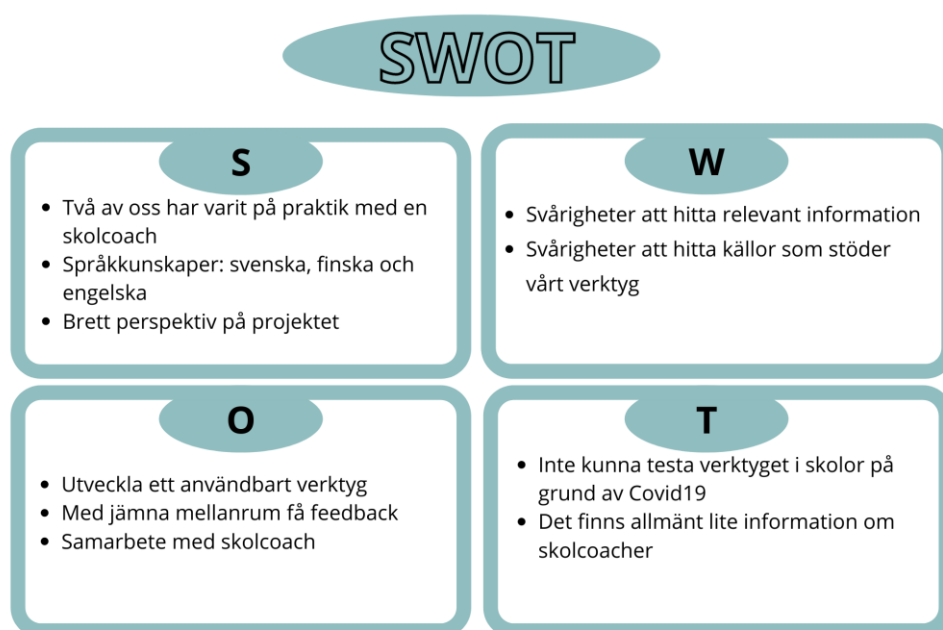 SWOT
S
• Två av oss har varit på praktik med en
skolcoach
• Språkkunskaper: svenska, finska och
engelska
• Brett perspektiv på projektet
W
• Svårigheter att hitta relevant information
• Svårigheter att hitta källor som stöder
vårt verktyg
O
• Utveckla ett användbart verktyg
• Med jämna mellanrum få feedback
• Samarbete med skolcoach
T
• Inte kunna testa verktyget i skolor på
grund av Covid19
• Det finns allmänt lite information om
skolcoacher